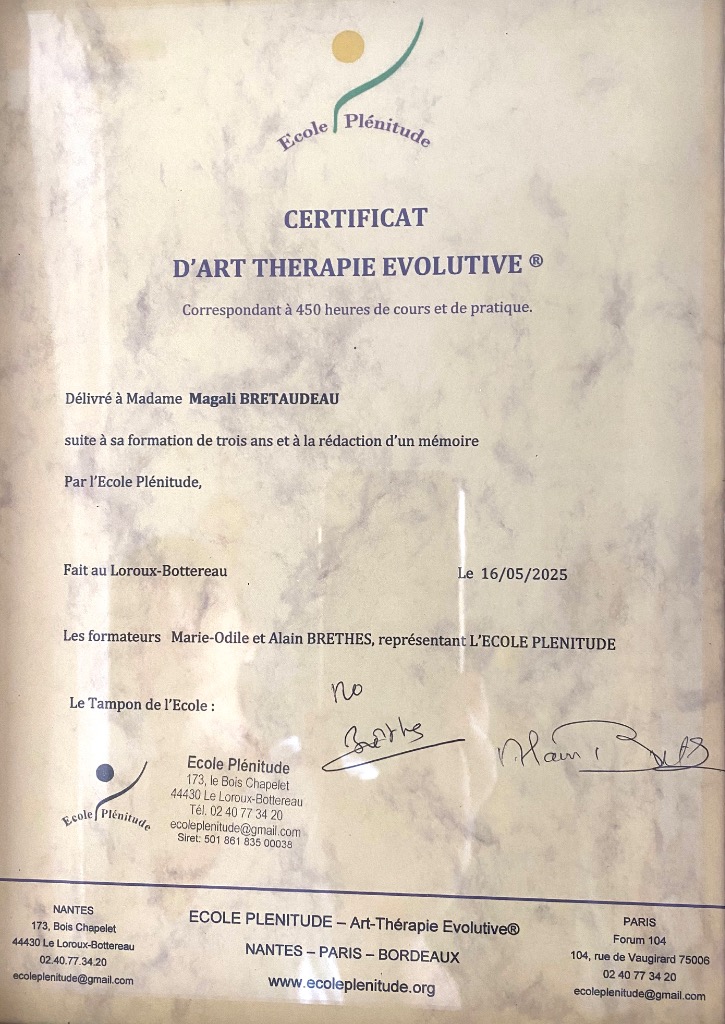 Ecole Plénitude
CERTIFICAT
D'ART THERAPIE EVOLUTIVE ®
Correspondant à 450 heures de cours et de pratique.
Délivré à Madame Magali BRETAUDEAU
suite à sa formation de trois ans et à la rédaction d'un mémoire
Par l'Ecole Plénitude,
Fait au Loroux-Bottereau Le 16/05/2025
Les formateurs Marie-Odile et Alain BRETHES, représentant L'ECOLE PLENITUDE
Le Tampon de l'Ecole :
Mo
Brethes
Alain Brethes
Ecole Plénitude
Ecole Plénitude
173, le Bois Chapelet
44430 Le Loroux-Bottereau
Tél. 02 40 77 34 20
ecoleplenitude@gmail.com
Siret: 501 861 835 00038
NANTES
173, Bois Chapelet
44430 Le Loroux-Bottereau
02.40.77.34.20
ecoleplenitude@gmail.com
ECOLE PLENITUDE – Art-Thérapie Evolutive®
NANTES – PARIS – BORDEAUX
www.ecoleplenitude.org
PARIS
Forum 104
104, rue de Vaugirard 75006
02 40 77 34 20
ecoleplenitude@gmail.com